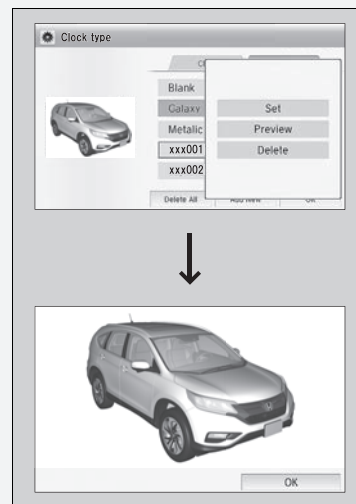 Clock type
Blank
Galaxy
Metalic
xxx001
xxx002
Set
Preview
Delete
Delete All
Add New
OK
OK